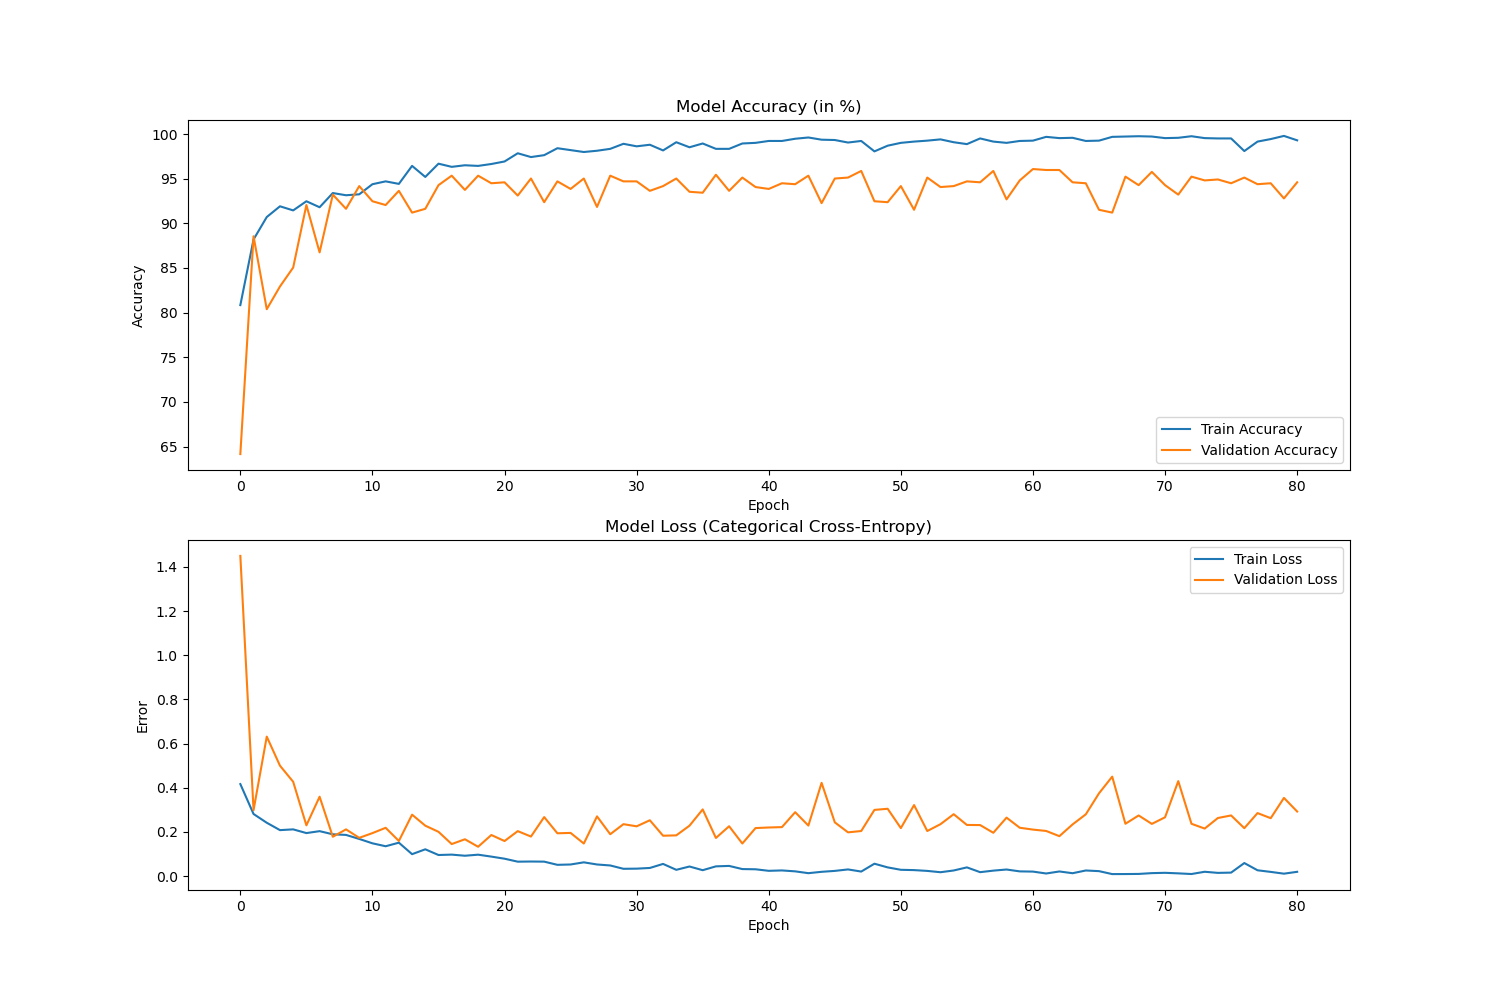 Model Accuracy (in %)
100
95
90
85
80
75
70
65
Accuracy
Train Accuracy
Validation Accuracy
0 10 20 30 40 50 60 70 80
Epoch
Model Loss (Categorical Cross-Entropy)
1.4
1.2
1.0
0.8
0.6
0.4
0.2
0.0
Error
Train Loss
Validation Loss
0 10 20 30 40 50 60 70 80
Epoch